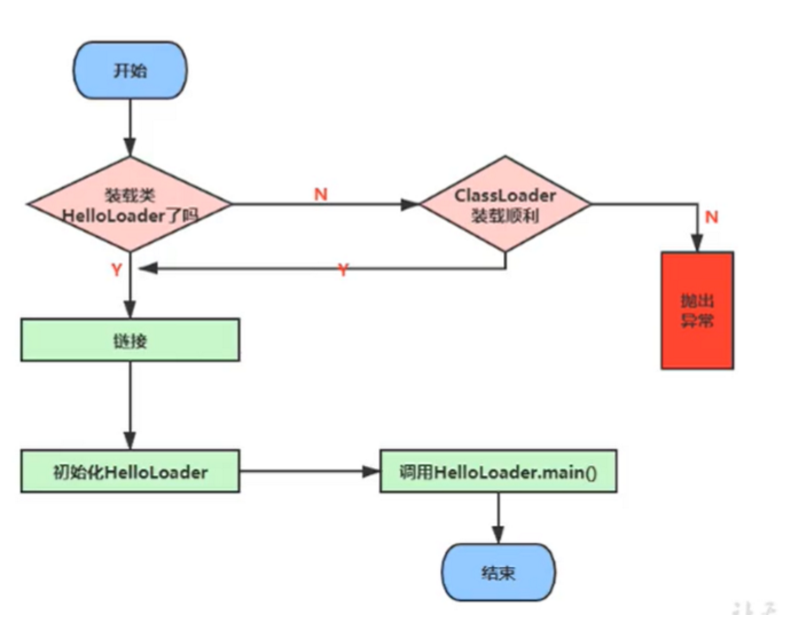 开始
装载类
HelloLoader了吗
N
ClassLoader
装载顺利
N
Y
Y
抛出
异常
链接
初始化HelloLoader
调用HelloLoader.main()
结束